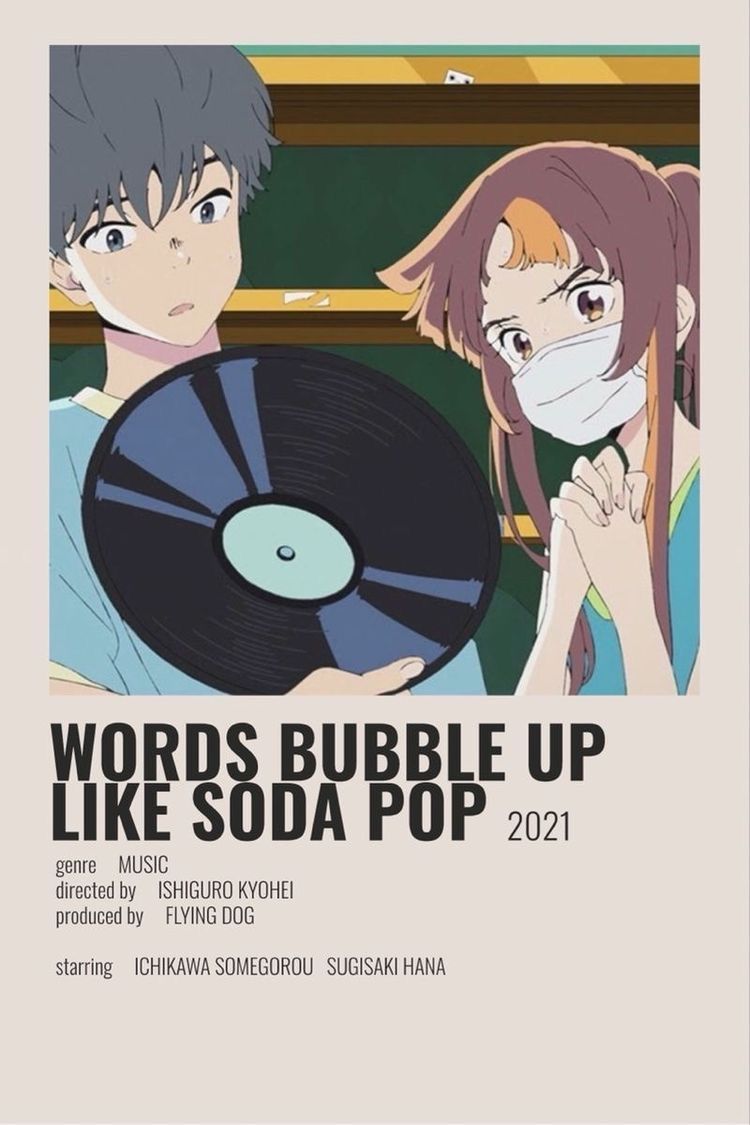 WORDS BUBBLE UP
LIKE SODA POP 2021
genre MUSIC
directed by ISHIGURO KYOHEI
produced by FLYING DOG
starring ICHIKAWA SOMEGOROU SUGISAKI HANA